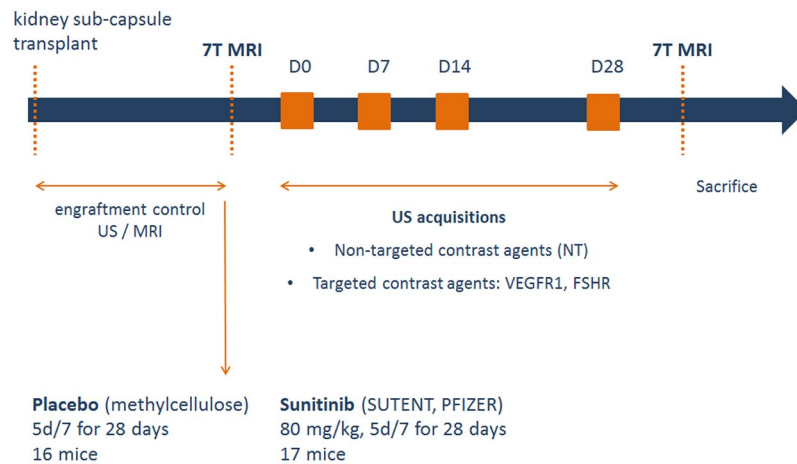 kidney sub-capsule
transplant
7T MRI
D0
D7
D14
D28
7T MRI
engraftment control
US / MRI
US acquisitions
• Non-targeted contrast agents (NT)
• Targeted contrast agents: VEGFR1, FSHR
Sacrifice
Placebo (methylcellulose)
5d/7 for 28 days
16 mice
Sunitinib (SUTENT, PFIZER)
80 mg/kg, 5d/7 for 28 days
17 mice